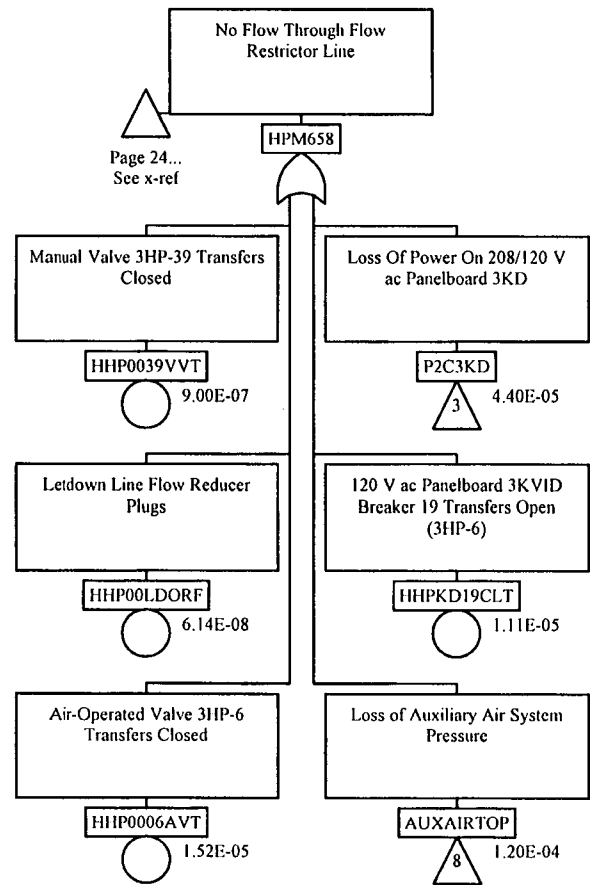 No Flow Through Flow
Restrictor Line
HPM658
Page 24...
See x-ref
Manual Valve 3HP-39 Transfers
Closed
HHP0039VVT
9.00E-07
Loss Of Power On 208/120 V
ac Panelboard 3KD
P2C3KD
3
4.40E-05
Letdown Line Flow Reducer
Plugs
HHP00LDORF
6.14E-08
120 V ac Panelboard 3KVID
Breaker 19 Transfers Open
(3HP-6)
HHPKD19CLT
1.11E-05
Air-Operated Valve 3HP-6
Transfers Closed
HHP0006AVT
1.52E-05
Loss of Auxiliary Air System
Pressure
AUXAIRTOP
8
1.20E-04